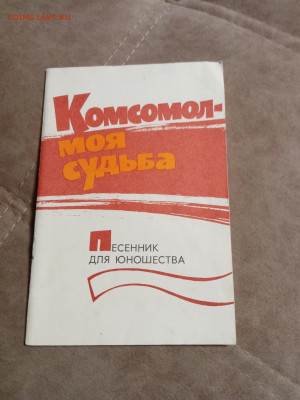 Комсомол-
моя
судьба
Песенник
для юношества